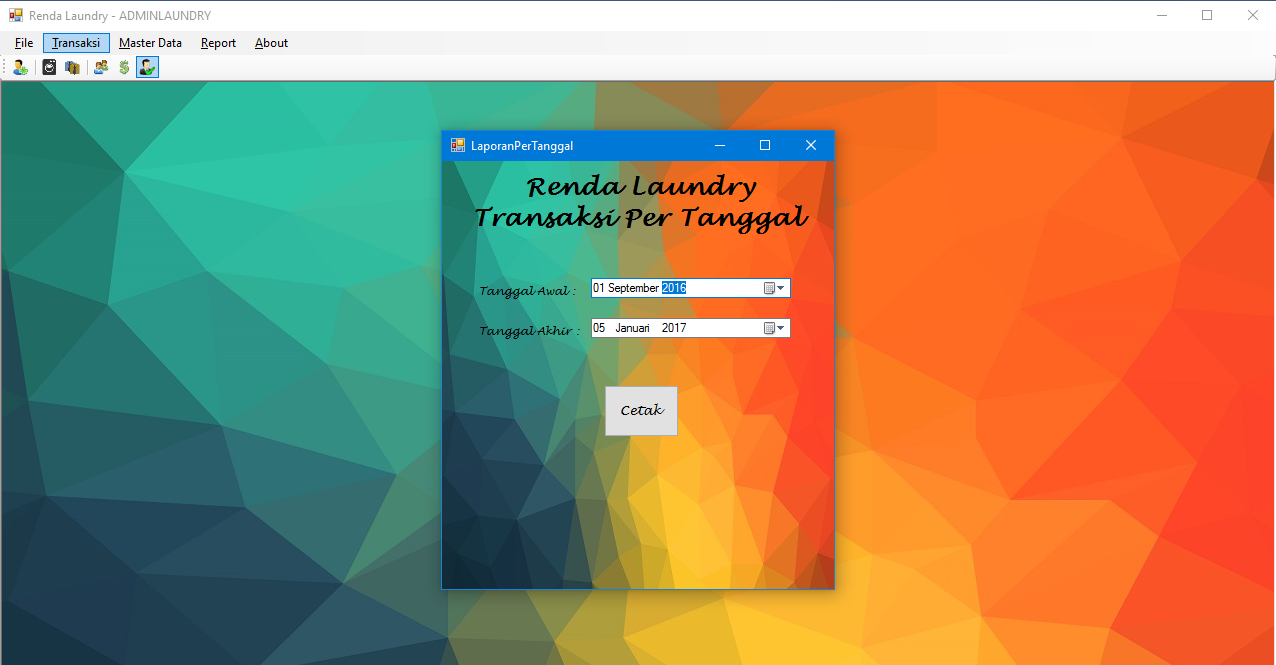 Renda Laundry - ADMINLAUNDRY
File Transaksi Master Data Report About
LaporanPerTanggal
Renda Laundry
Transaksi Per Tanggal
Tanggal Awal : 01 September 2016
Tanggal Akhir : 05 Januari 2017
Cetak